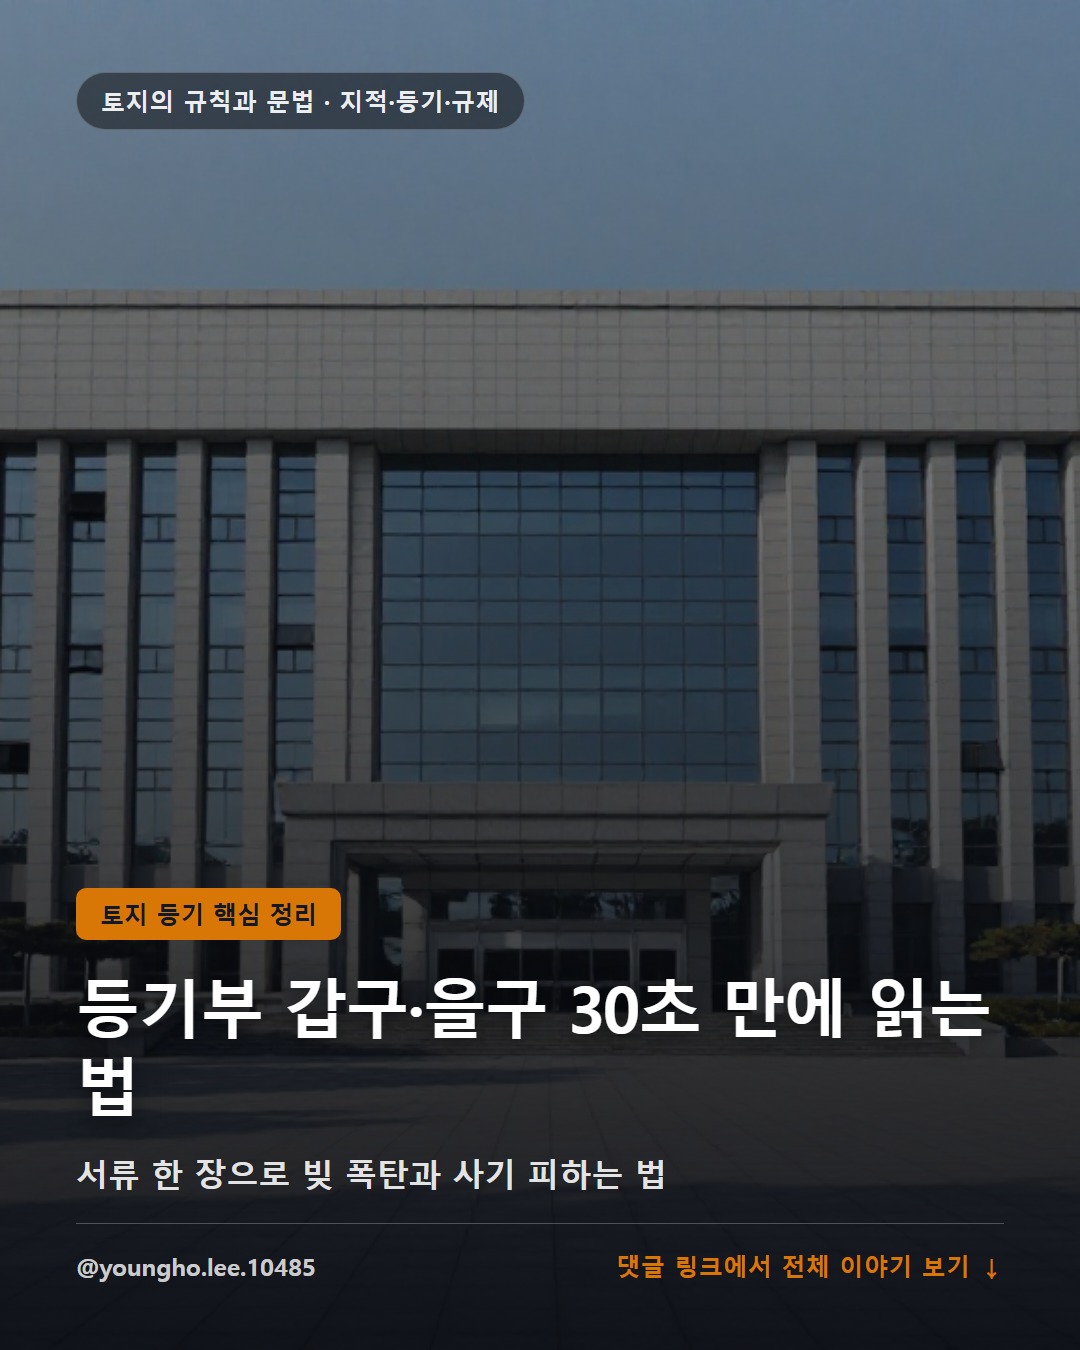 토지의 규칙과 문법 · 지적·등기·규제
토지 등기 핵심 정리
등기부 갑구·을구 30초 만에 읽는
법
서류 한 장으로 빚 폭탄과 사기 피하는 법
@youngho.lee.10485
댓글 링크에서 전체 이야기 보기 ↓